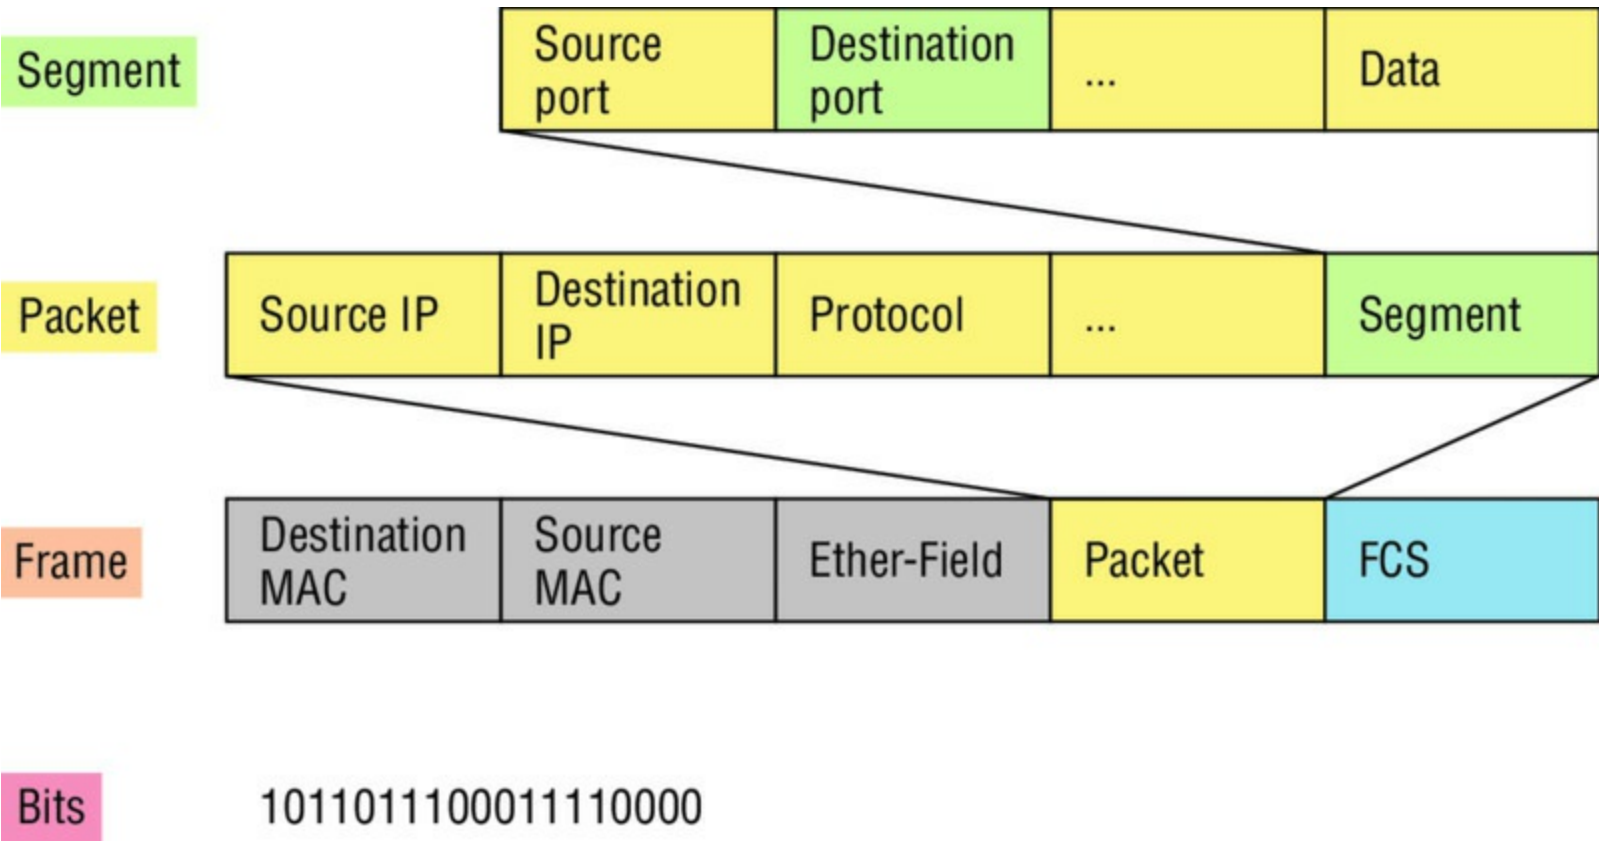 Segment
Source
port
Destination
port
...
Data
Packet
Source IP
Destination
IP
Protocol
...
Segment
Frame
Destination
MAC
Source
MAC
Ether-Field
Packet
FCS
Bits
1011011100011110000